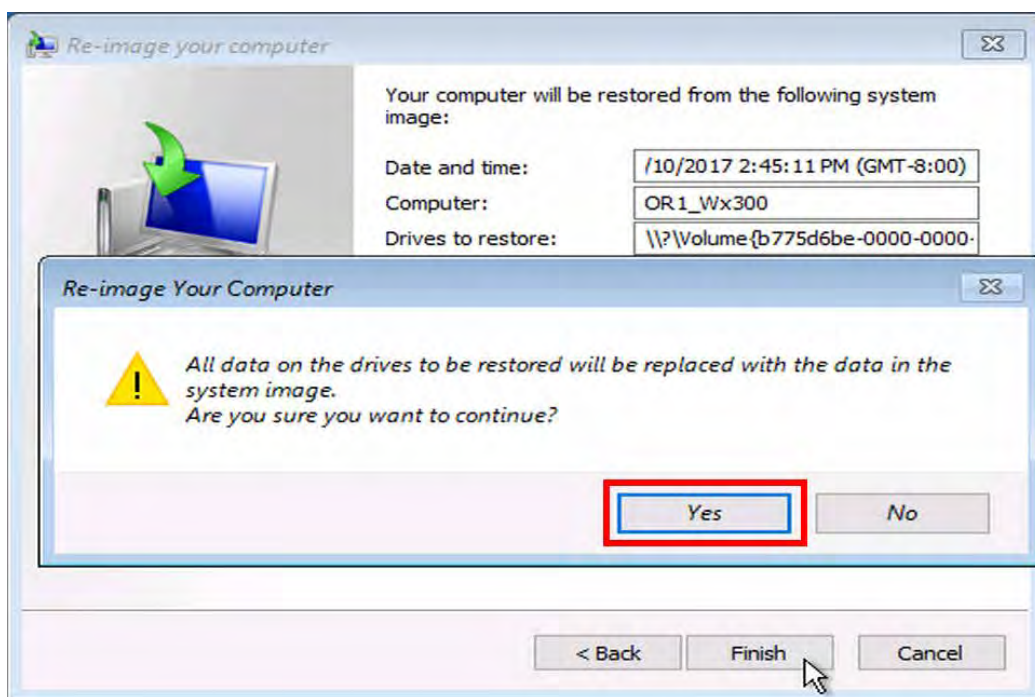 Re-image your computer
Your computer will be restored from the following system
image:
Date and time: /10/2017 2:45:11 PM (GMT-8:00)
Computer: OR1_Wx300
Drives to restore: \\?\Volume{b775d6be-0000-0000-
Re-image Your Computer
All data on the drives to be restored will be replaced with the data in the
system image.
Are you sure you want to continue?
Yes No
< Back Finish Cancel